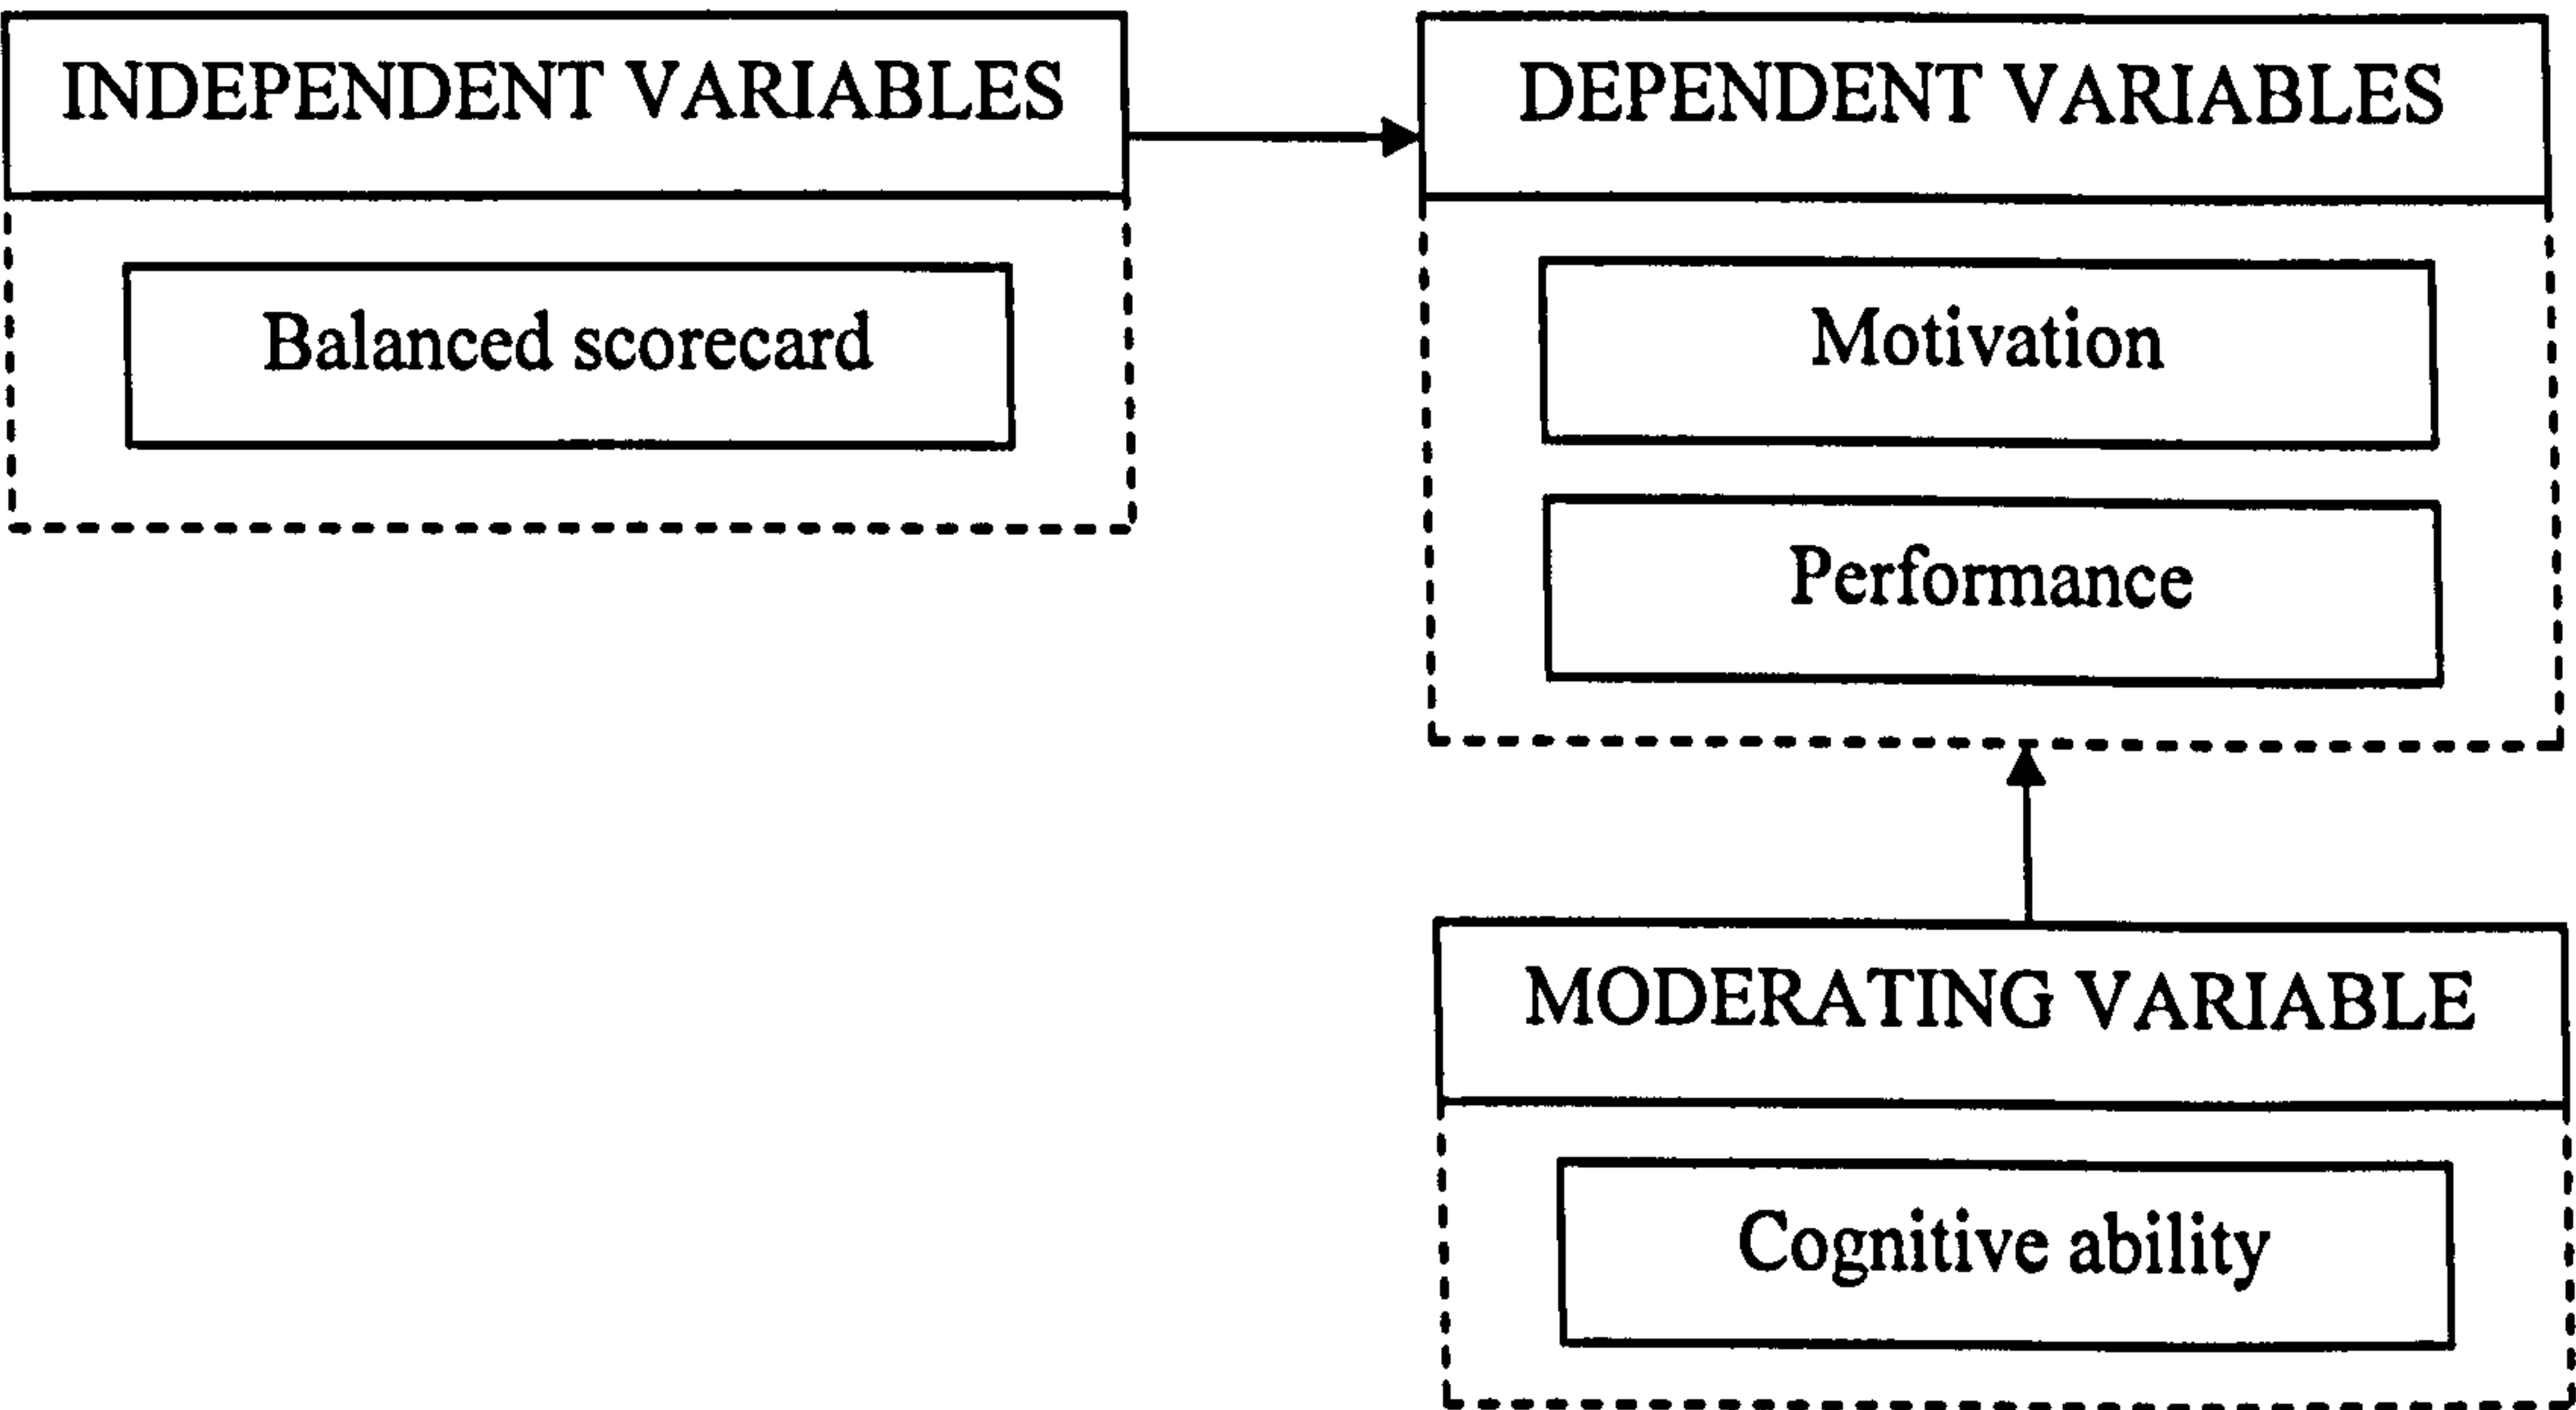 INDEPENDENT VARIABLES
Balanced scorecard
DEPENDENT VARIABLES
Motivation
Performance
MODERATING VARIABLE
Cognitive ability